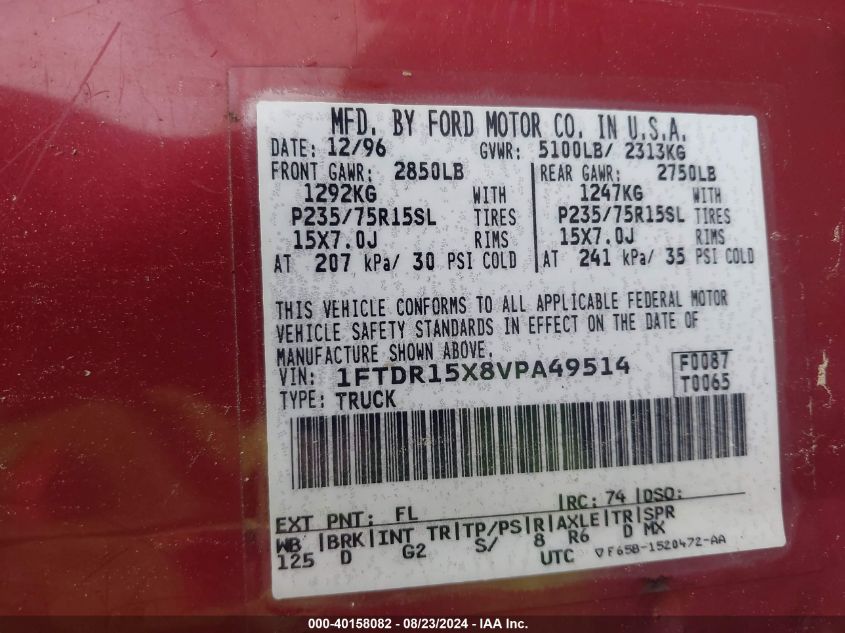 MFD. BY FORD MOTOR CO. IN U.S.A.
DATE: 12/96 GVWR: 5100LB/ 2313KG
FRONT GAWR: 2850LB REAR GAWR: 2750LB
1292KG WITH 1247KG WITH
P235/75R15SL TIRES P235/75R15SL TIRES
15X7.0J RIMS 15X7.0J RIMS
AT 207 kPa/ 30 PSI COLD AT 241 kPa/ 35 PSI COLD
THIS VEHICLE CONFORMS TO ALL APPLICABLE FEDERAL MOTOR
VEHICLE SAFETY STANDARDS IN EFFECT ON THE DATE OF
MANUFACTURE SHOWN ABOVE.
VIN: 1FTDR15X8VPA49514 F0087
TYPE: TRUCK T0065
EXT PNT: FL RC: 74 DSO:
WB BRK INT TR TP/PS R AXLE TR SPR
125 D G2 S/ 8 R6 D MX
UTC ▽F65B-1520472-AA
000-40158082 - 08/23/2024 - IAAI Inc.